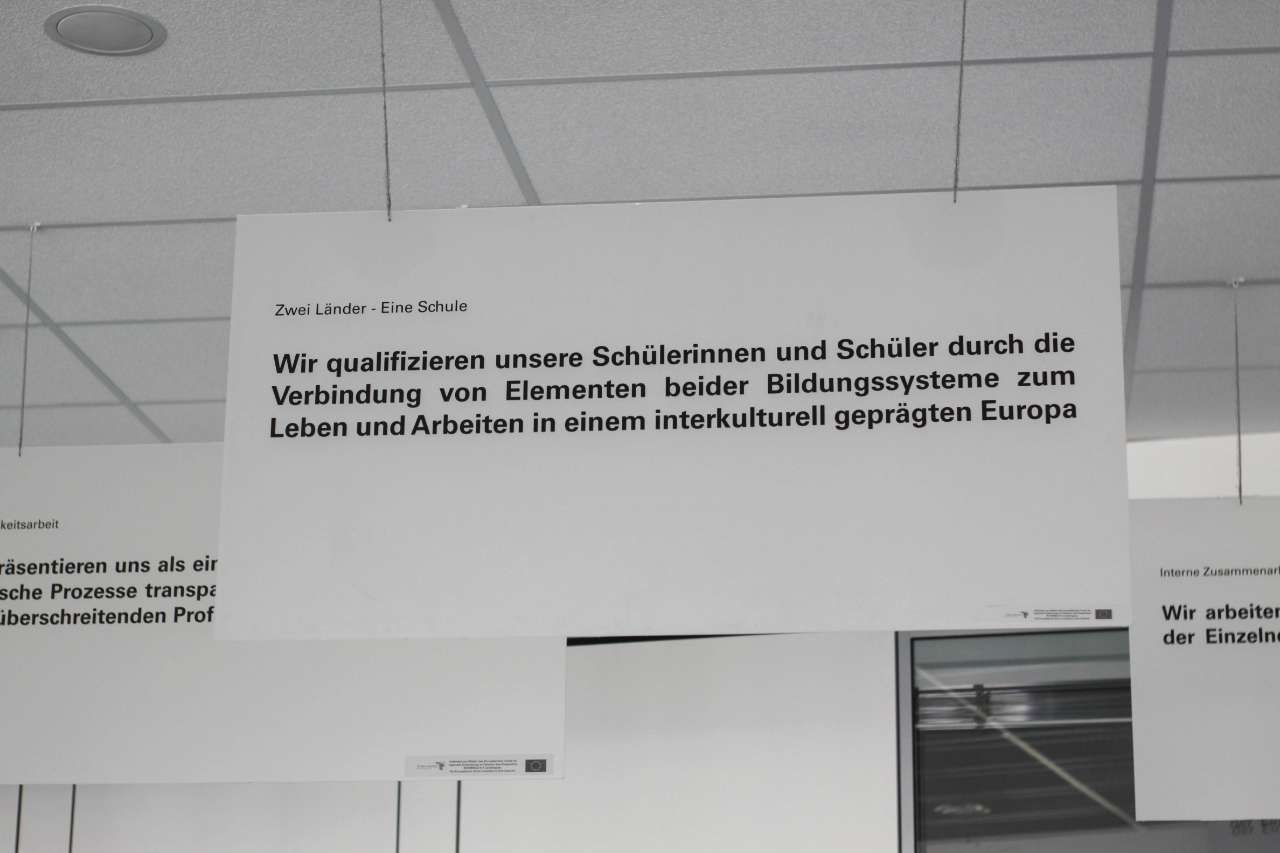 Zwei Länder - Eine Schule
Wir qualifizieren unsere Schülerinnen und Schüler durch die
Verbindung von Elementen beider Bildungssysteme zum
Leben und Arbeiten in einem interkulturell geprägten Europa
keitsarbeit
räsentieren uns als ein
sche Prozesse transpa
überschreitenden Prof
Interne Zusammenar
Wir arbeiten
der Einzelne